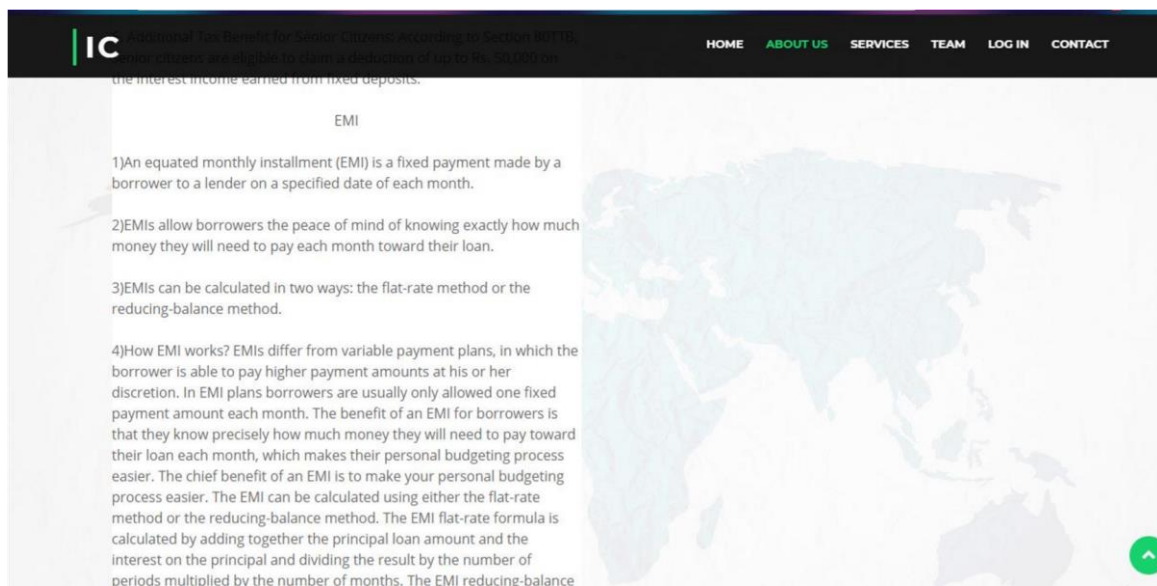 IC
HOME ABOUT US SERVICES TEAM LOG IN CONTACT
5. Additional Tax Benefit for Senior Citizens: According to Section 80TTB,
senior citizens are eligible to claim a deduction of up to Rs. 50,000 on
the interest income earned from fixed deposits.
EMI
1)An equated monthly installment (EMI) is a fixed payment made by a
borrower to a lender on a specified date of each month.
2)EMIs allow borrowers the peace of mind of knowing exactly how much
money they will need to pay each month toward their loan.
3)EMIs can be calculated in two ways: the flat-rate method or the
reducing-balance method.
4)How EMI works? EMIs differ from variable payment plans, in which the
borrower is able to pay higher payment amounts at his or her
discretion. In EMI plans borrowers are usually only allowed one fixed
payment amount each month. The benefit of an EMI for borrowers is
that they know precisely how much money they will need to pay toward
their loan each month, which makes their personal budgeting process
easier. The chief benefit of an EMI is to make your personal budgeting
process easier. The EMI can be calculated using either the flat-rate
method or the reducing-balance method. The EMI flat-rate formula is
calculated by adding together the principal loan amount and the
interest on the principal and dividing the result by the number of
periods multiplied by the number of months. The EMI reducing-balance